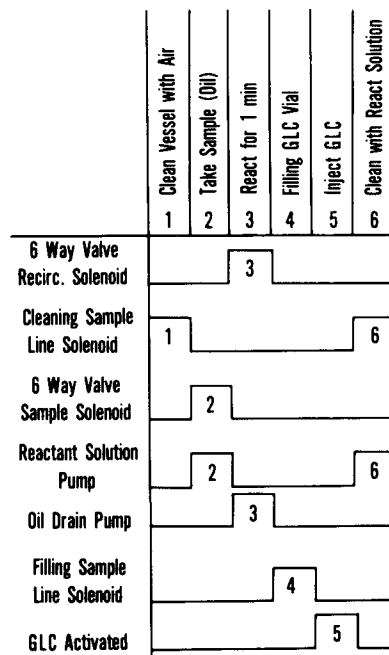 Clean Vessel with Air
Take Sample (Oil)
React for 1 min
Filling GLC Vial
Inject GLC
Clean with React Solution
1 2 3 4 5 6
6 Way Valve
Recirc. Solenoid
3
Cleaning Sample
Line Solenoid
1 6
6 Way Valve
Sample Solenoid
2
Reactant Solution
Pump
2 6
Oil Drain Pump
3
Filling Sample
Line Solenoid
4
GLC Activated
5